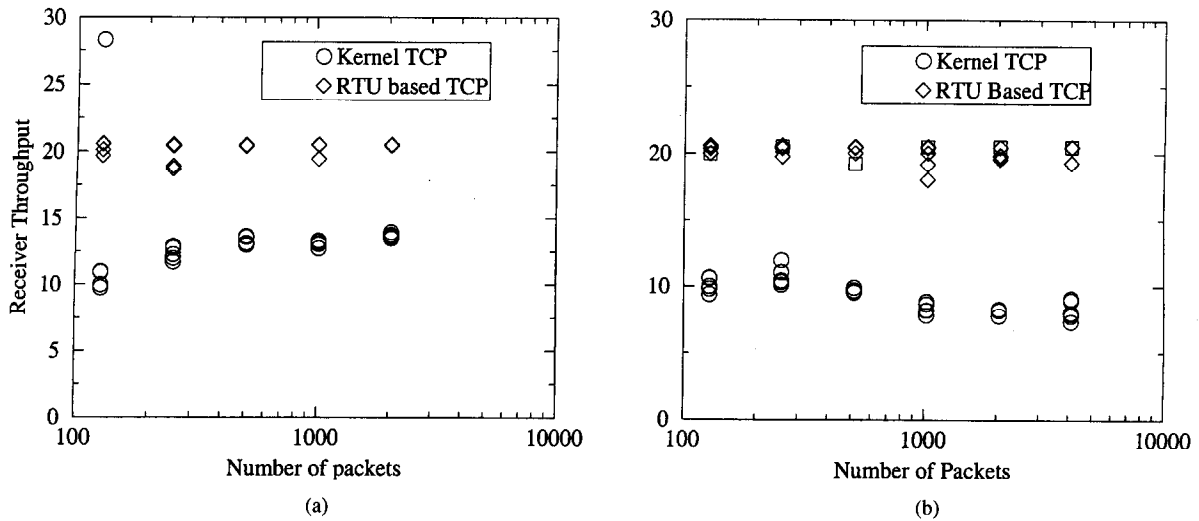 30
25
20
15
10
5
0
Receiver Throughput
Kernel TCP
RTU based TCP
100
1000
10000
Number of packets
(a)
30
20
10
0
Kernel TCP
RTU Based TCP
100
1000
10000
Number of Packets
(b)